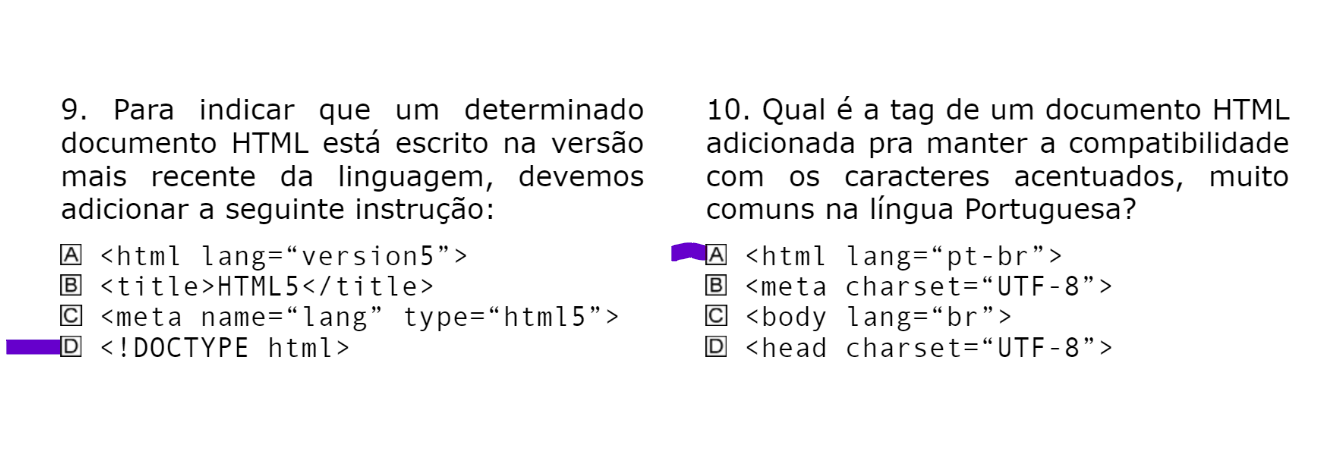 9. Para indicar que um determinado
documento HTML está escrito na versão
mais recente da linguagem, devemos
adicionar a seguinte instrução:
A <html lang=“version5”>
B <title>HTML5</title>
C <meta name=“lang” type=“html5”>
D <!DOCTYPE html>
10. Qual é a tag de um documento HTML
adicionada pra manter a compatibilidade
com os caracteres acentuados, muito
comuns na língua Portuguesa?
A <html lang=“pt-br”>
B <meta charset=“UTF-8”>
C <body lang=“br”>
D <head charset=“UTF-8”>